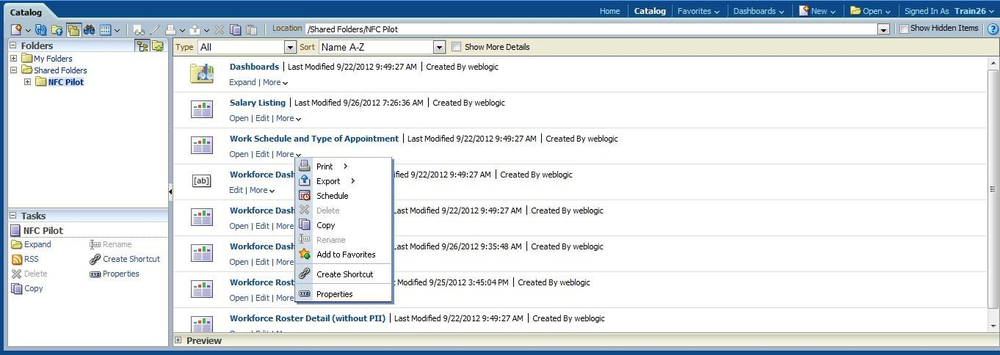 Catalog
Home Catalog Favorites Dashboards New Open Signed In As Train26
Location /Shared Folders/NFC Pilot Show Hidden Items
Folders
My Folders
Shared Folders
NFC Pilot
Tasks
NFC Pilot
Expand Rename
RSS Create Shortcut
Delete Properties
Copy
Type All Sort Name A-Z Show More Details
Dashboards | Last Modified 9/22/2012 9:49:27 AM | Created By weblogic
Expand | More
Salary Listing | Last Modified 9/26/2012 7:26:36 AM | Created By weblogic
Open | Edit | More
Work Schedule and Type of Appointment | Last Modified 9/22/2012 9:49:27 AM | Created By weblogic
Open | Edit | More
[ab] Workforce Dash ified 9/22/2012 9:49:27 AM | Created By weblogic
Edit | More
Workforce Dash Last Modified 9/22/2012 9:49:27 AM | Created By weblogic
Open | Edit | More
Workforce Dash Last Modified 9/26/2012 9:35:48 AM | Created By weblogic
Open | Edit | More
Workforce Rost t Modified 9/25/2012 3:45:04 PM | Created By weblogic
Open | Edit | More
Workforce Roster Detail (without PII) | Last Modified 9/22/2012 9:49:27 AM | Created By weblogic
Print
Export
Schedule
Delete
Copy
Rename
Add to Favorites
Create Shortcut
Properties
Preview